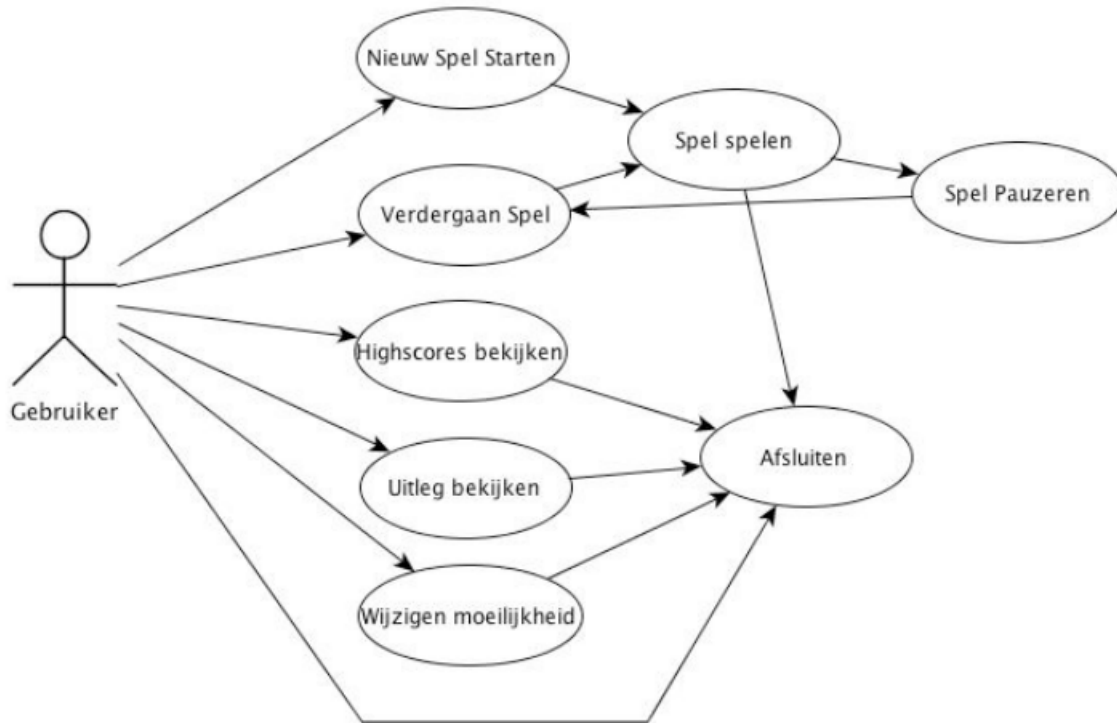 Nieuw Spel Starten
Spel spelen
Spel Pauzeren
Verdergaan Spel
Highscores bekijken
Gebruiker
Afsluiten
Uitleg bekijken
Wijzigen moeilijkheid